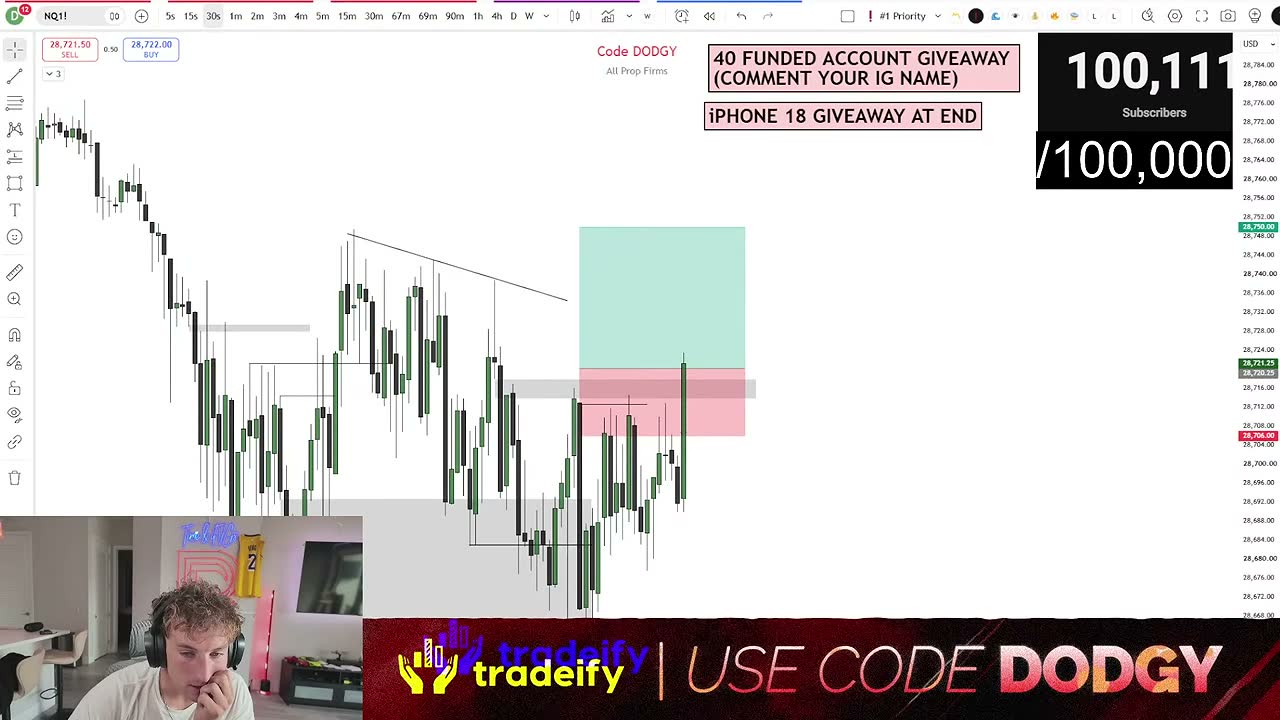 12
NQ1!
5s 15s 30s 1m 2m 3m 4m 5m 15m 30m 67m 69m 90m 1h 4h D W
1m
#1 Priority
L L
USD
28,721.50
SELL
0.50
28,722.00
BUY
3
Code DODGY
All Prop Firms
40 FUNDED ACCOUNT GIVEAWAY
(COMMENT YOUR IG NAME)
iPHONE 18 GIVEAWAY AT END
100,111
Subscribers
/100,000
28,784.00
28,780.00
28,776.00
28,772.00
28,768.00
28,764.00
28,760.00
28,756.00
28,752.00
28,750.00
28,748.00
28,744.00
28,740.00
28,736.00
28,732.00
28,728.00
28,724.00
28,721.25
28,720.25
28,716.00
28,712.00
28,708.00
28,706.00
28,704.00
28,700.00
28,696.00
28,692.00
28,688.00
28,684.00
28,680.00
28,676.00
28,672.00
28,668.00
2
tradeify
tradeify
USE CODE DODGY